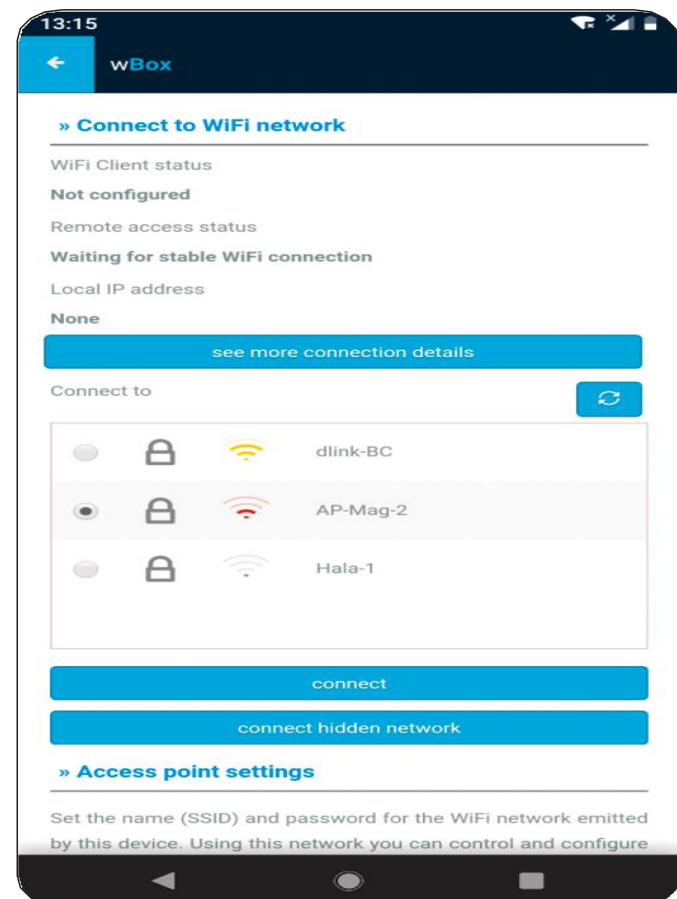 13:15
wBox
» Connect to WiFi network
WiFi Client status
Not configured
Remote access status
Waiting for stable WiFi connection
Local IP address
None
see more connection details
Connect to
dlink-BC
AP-Mag-2
Hala-1
connect
connect hidden network
» Access point settings
Set the name (SSID) and password for the WiFi network emitted
by this device. Using this network you can control and configure